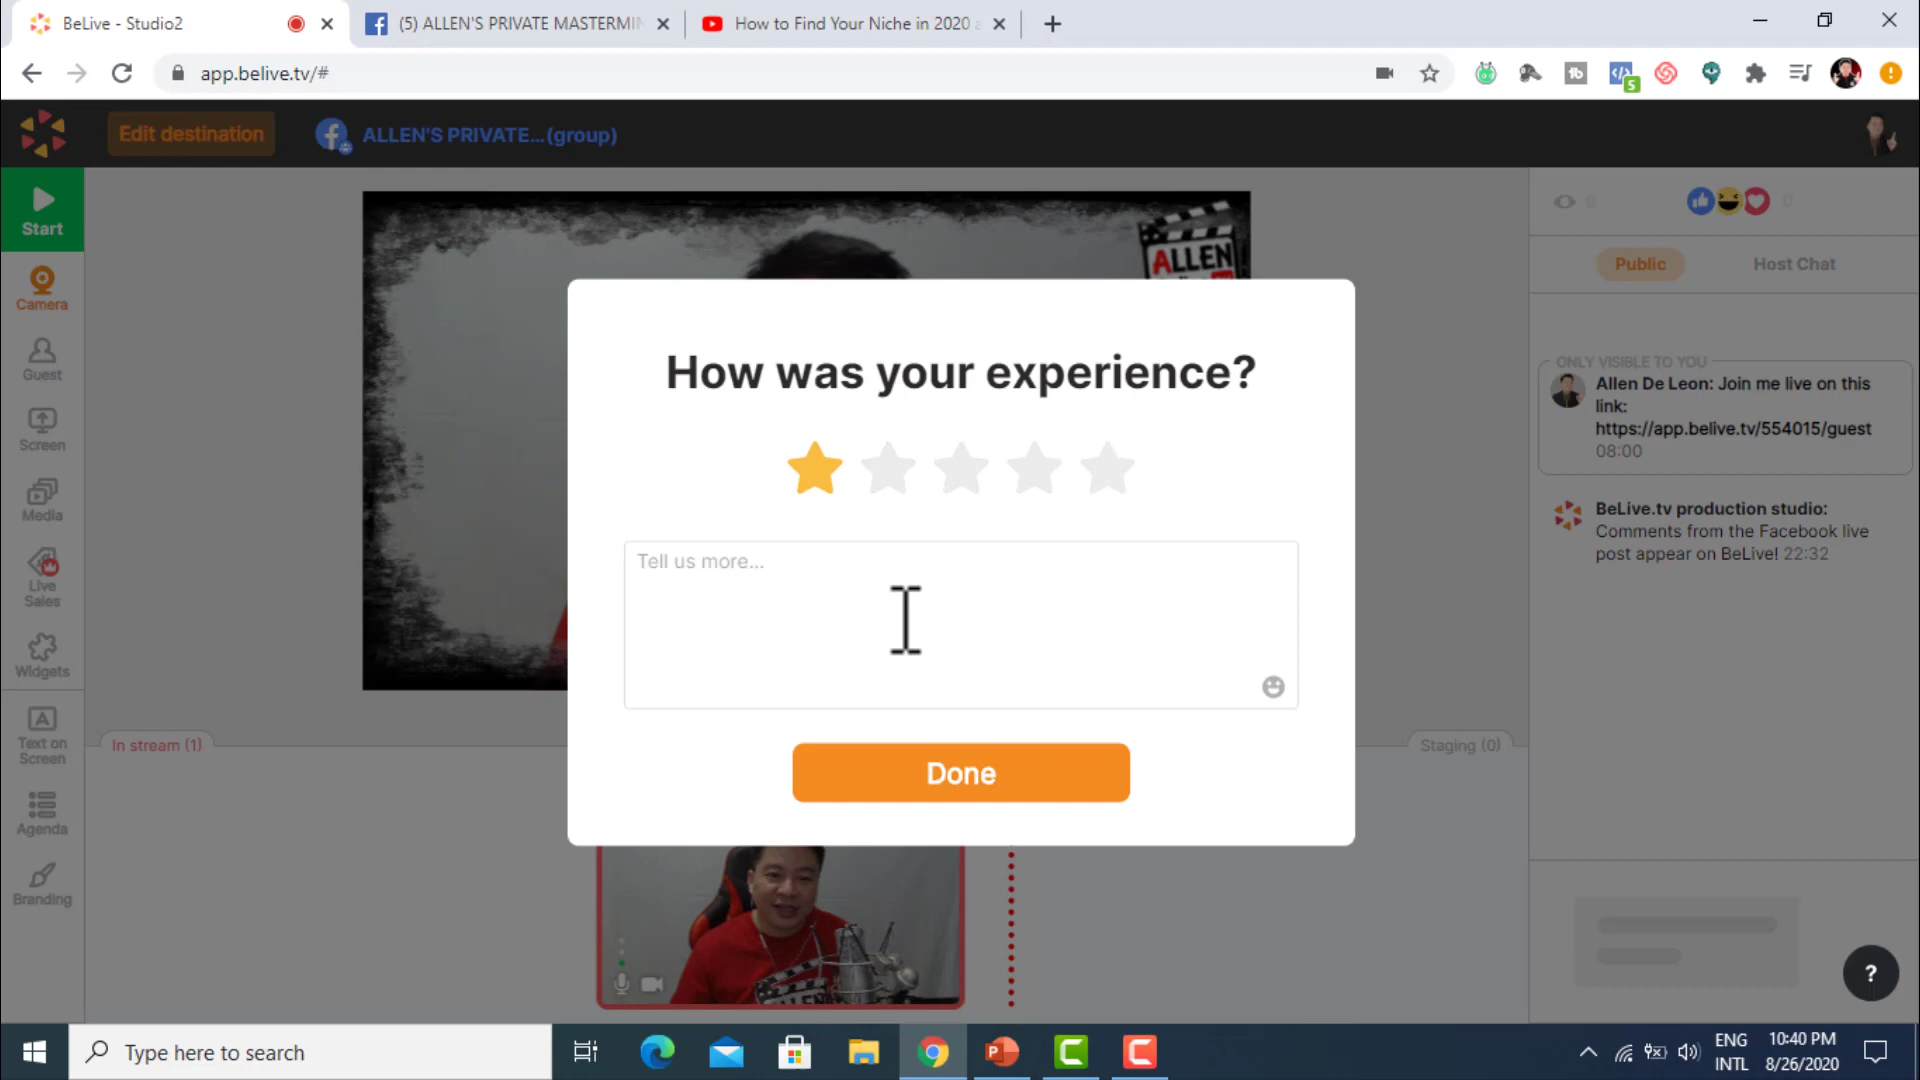 BeLive - Studio2
(5) ALLEN'S PRIVATE MASTERMIN
How to Find Your Niche in 2020 a
app.belive.tv/#
Edit destination
ALLEN'S PRIVATE...(group)
Start
Camera
Guest
Screen
Media
Live
Sales
Widgets
Text on
Screen
Agenda
Branding
ALLEN
How was your experience?
Tell us more...
Done
In stream (1)
Staging (0)
0
0
Public
Host Chat
ONLY VISIBLE TO YOU
Allen De Leon: Join me live on this
link:
https://app.belive.tv/554015/guest
08:00
BeLive.tv production studio:
Comments from the Facebook live
post appear on BeLive! 22:32
?
Type here to search
ENG
INTL
10:40 PM
8/26/2020